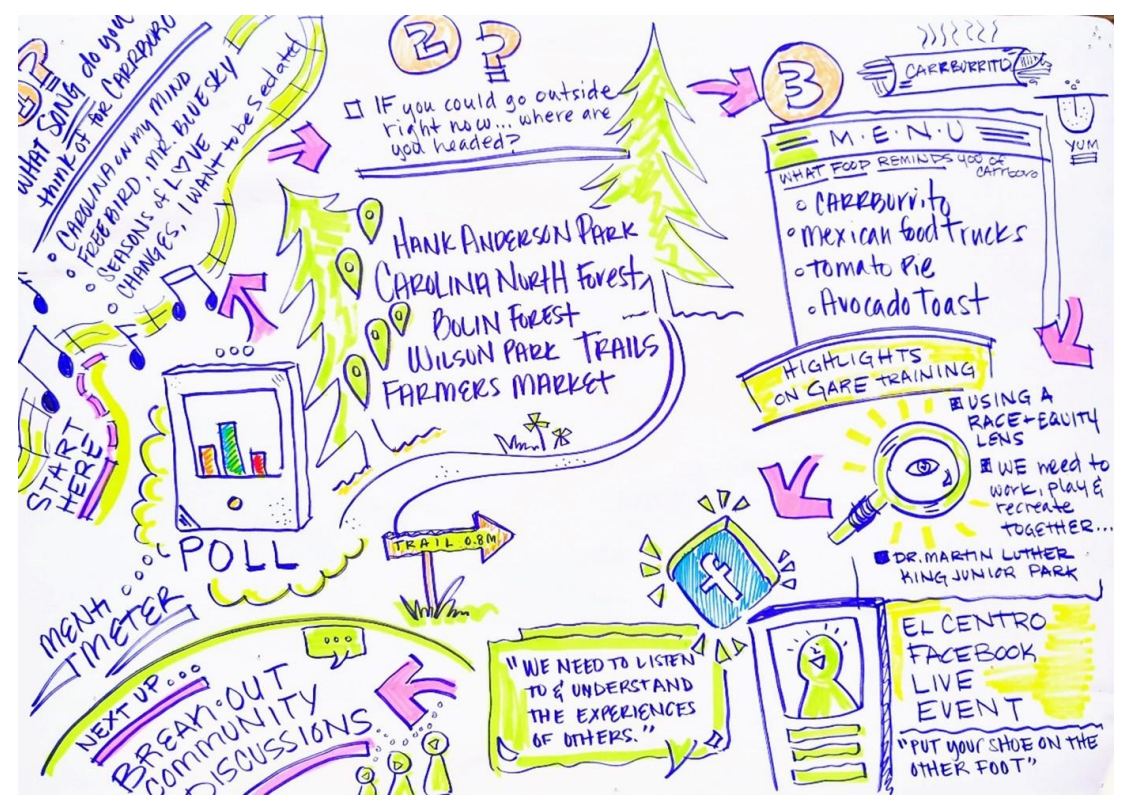 START
HERE
1?
WHAT SONG do you
think of for CARRBORO
• CAROLINA ON MY MIND
• FREEBIRD, MR. BLUE SKY
• SEASONS of L♡VE
• CHANGES, I WANT to be Sedated
2 ?
□ IF you could go outside
right now... where are
you headed?
HANK ANDERSON PARK
CAROLINA NORTH Forest,
BOLIN FOREST
WILSON PARK TRAILS
FARMERS MARKET
TRAIL 0.8M
POLL
MENTI
METER
3
CARRBURRITO
YUM
M·E·N·U
WHAT FOOD REMINDS YOU of
CArrboro
◦ CARRBurrito
• mexican food Trucks
◦ Tomato Pie
◦ Avocado Toast
HIGHLIGHTS
ON GARE TRAINING
USING A
RACE + EQUITY
LENS
WE need to
work, play &
recreate
TOGETHER...
DR. MARTIN LUTHER
KING JUNIOR PARK
f
EL CENTRO
FACEBOOK
LIVE
EVENT
"PUT YOUR SHOE ON THE
OTHER FOOT"
"WE NEED TO LISTEN
TO & UNDERSTAND
THE EXPERIENCES
OF OTHERS."
NEXT UP...
BREAK·OUT
COMMUNITY
DISCUSSIONS